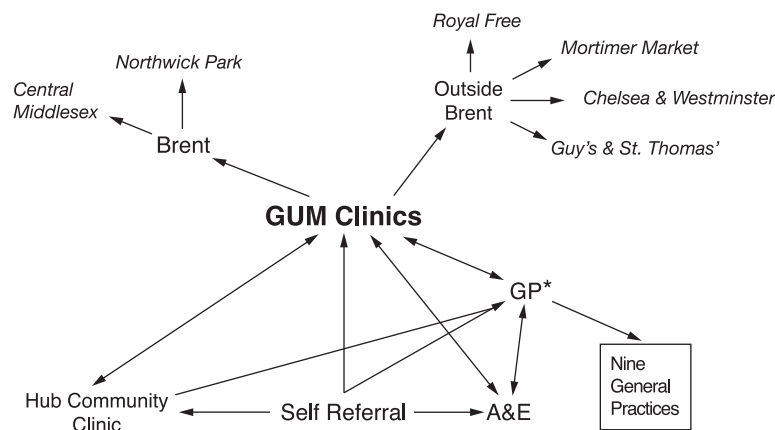 Royal Free
Mortimer Market
Northwick Park
Central
Middlesex
Outside
Brent
Chelsea & Westminster
Brent
Guy's & St. Thomas'
GUM Clinics
GP*
Nine
General
Practices
Hub Community
Clinic
Self Referral
A&E